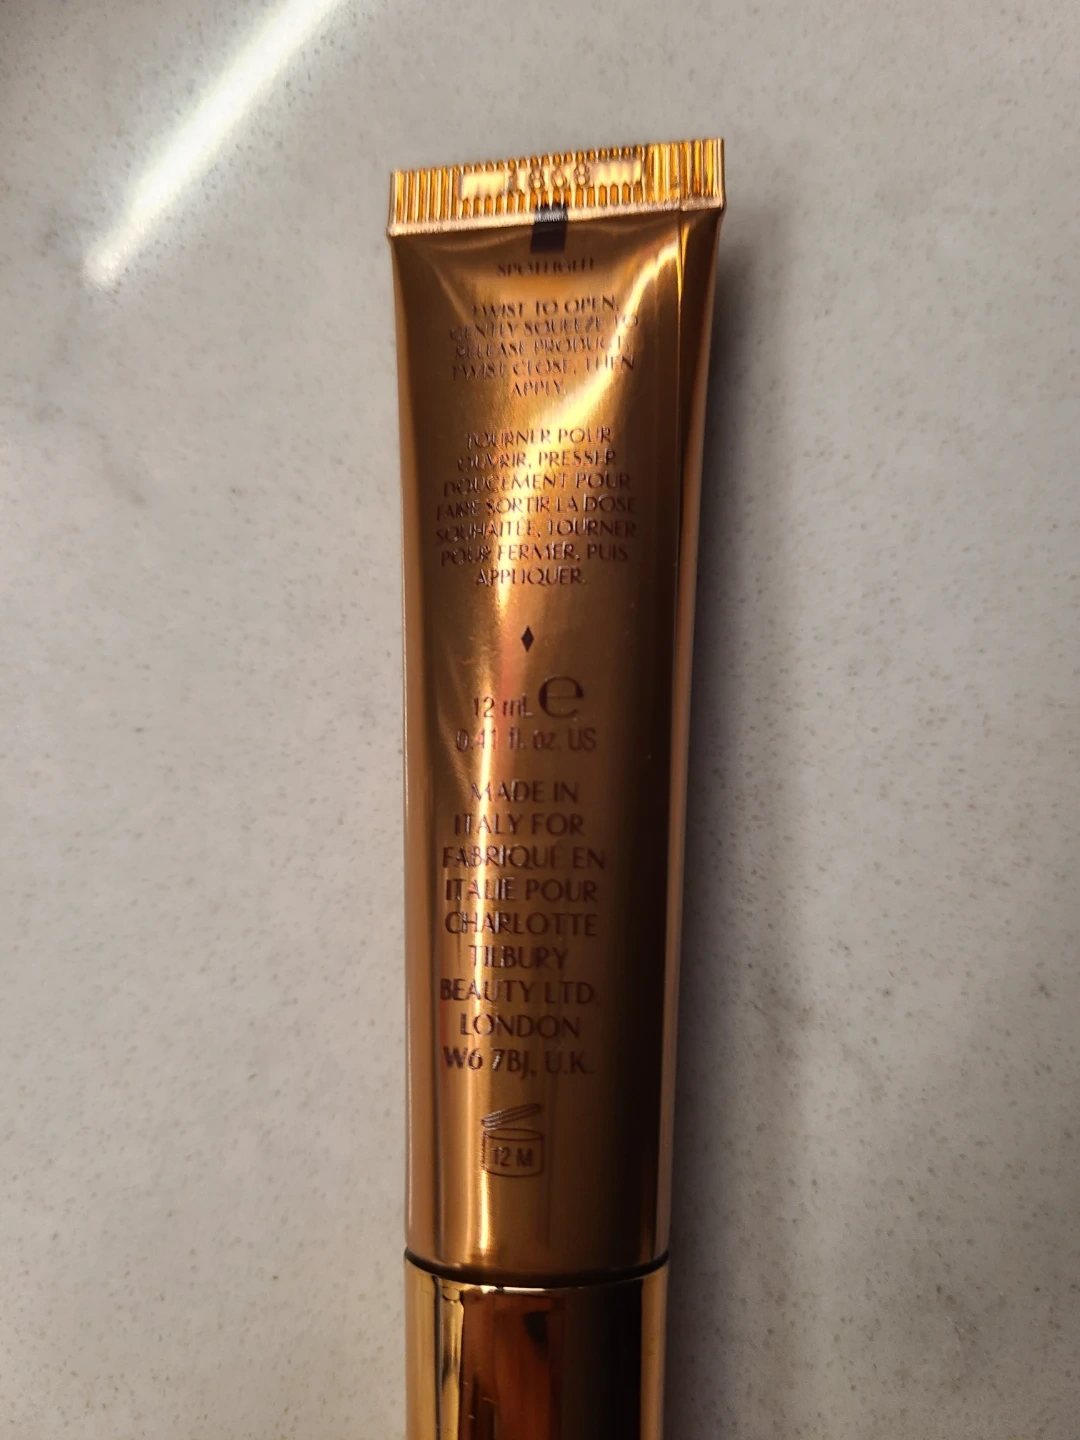 1868
SPOTLIGHT
TWIST TO OPEN,
GENTLY SQUEEZE TO
RELEASE PRODUCT,
TWIST CLOSE, THEN
APPLY.
TOURNER POUR
OUVRIR, PRESSER
DOUCEMENT POUR
FAIRE SORTIR LA DOSE
SOUHAITÉE, TOURNER
POUR FERMER, PUIS
APPLIQUER.
12 mL e
0.41 fl. oz. US
MADE IN
ITALY FOR
FABRIQUÉ EN
ITALIE POUR
CHARLOTTE
TILBURY
BEAUTY LTD
LONDON
W6 7BJ, U.K.
12 M